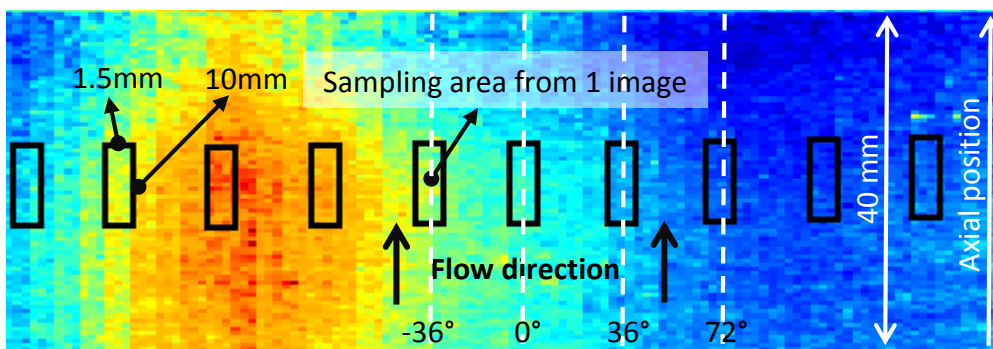 1.5mm
10mm
Sampling area from 1 image
40 mm
Axial position
Flow direction
-36°
0°
36°
72°